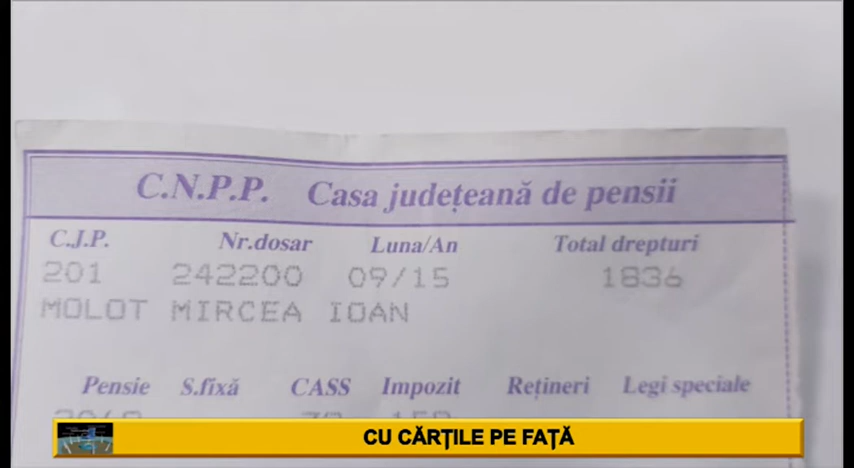 C.N.P.P. Casa județeană de pensii
C.J.P. Nr.dosar Luna/An Total drepturi
201 242200 09/15 1836
MOLOT MIRCEA IOAN
Pensie S.fixă CASS Impozit Rețineri Legi speciale
CU CĂRȚILE PE FAȚĂ